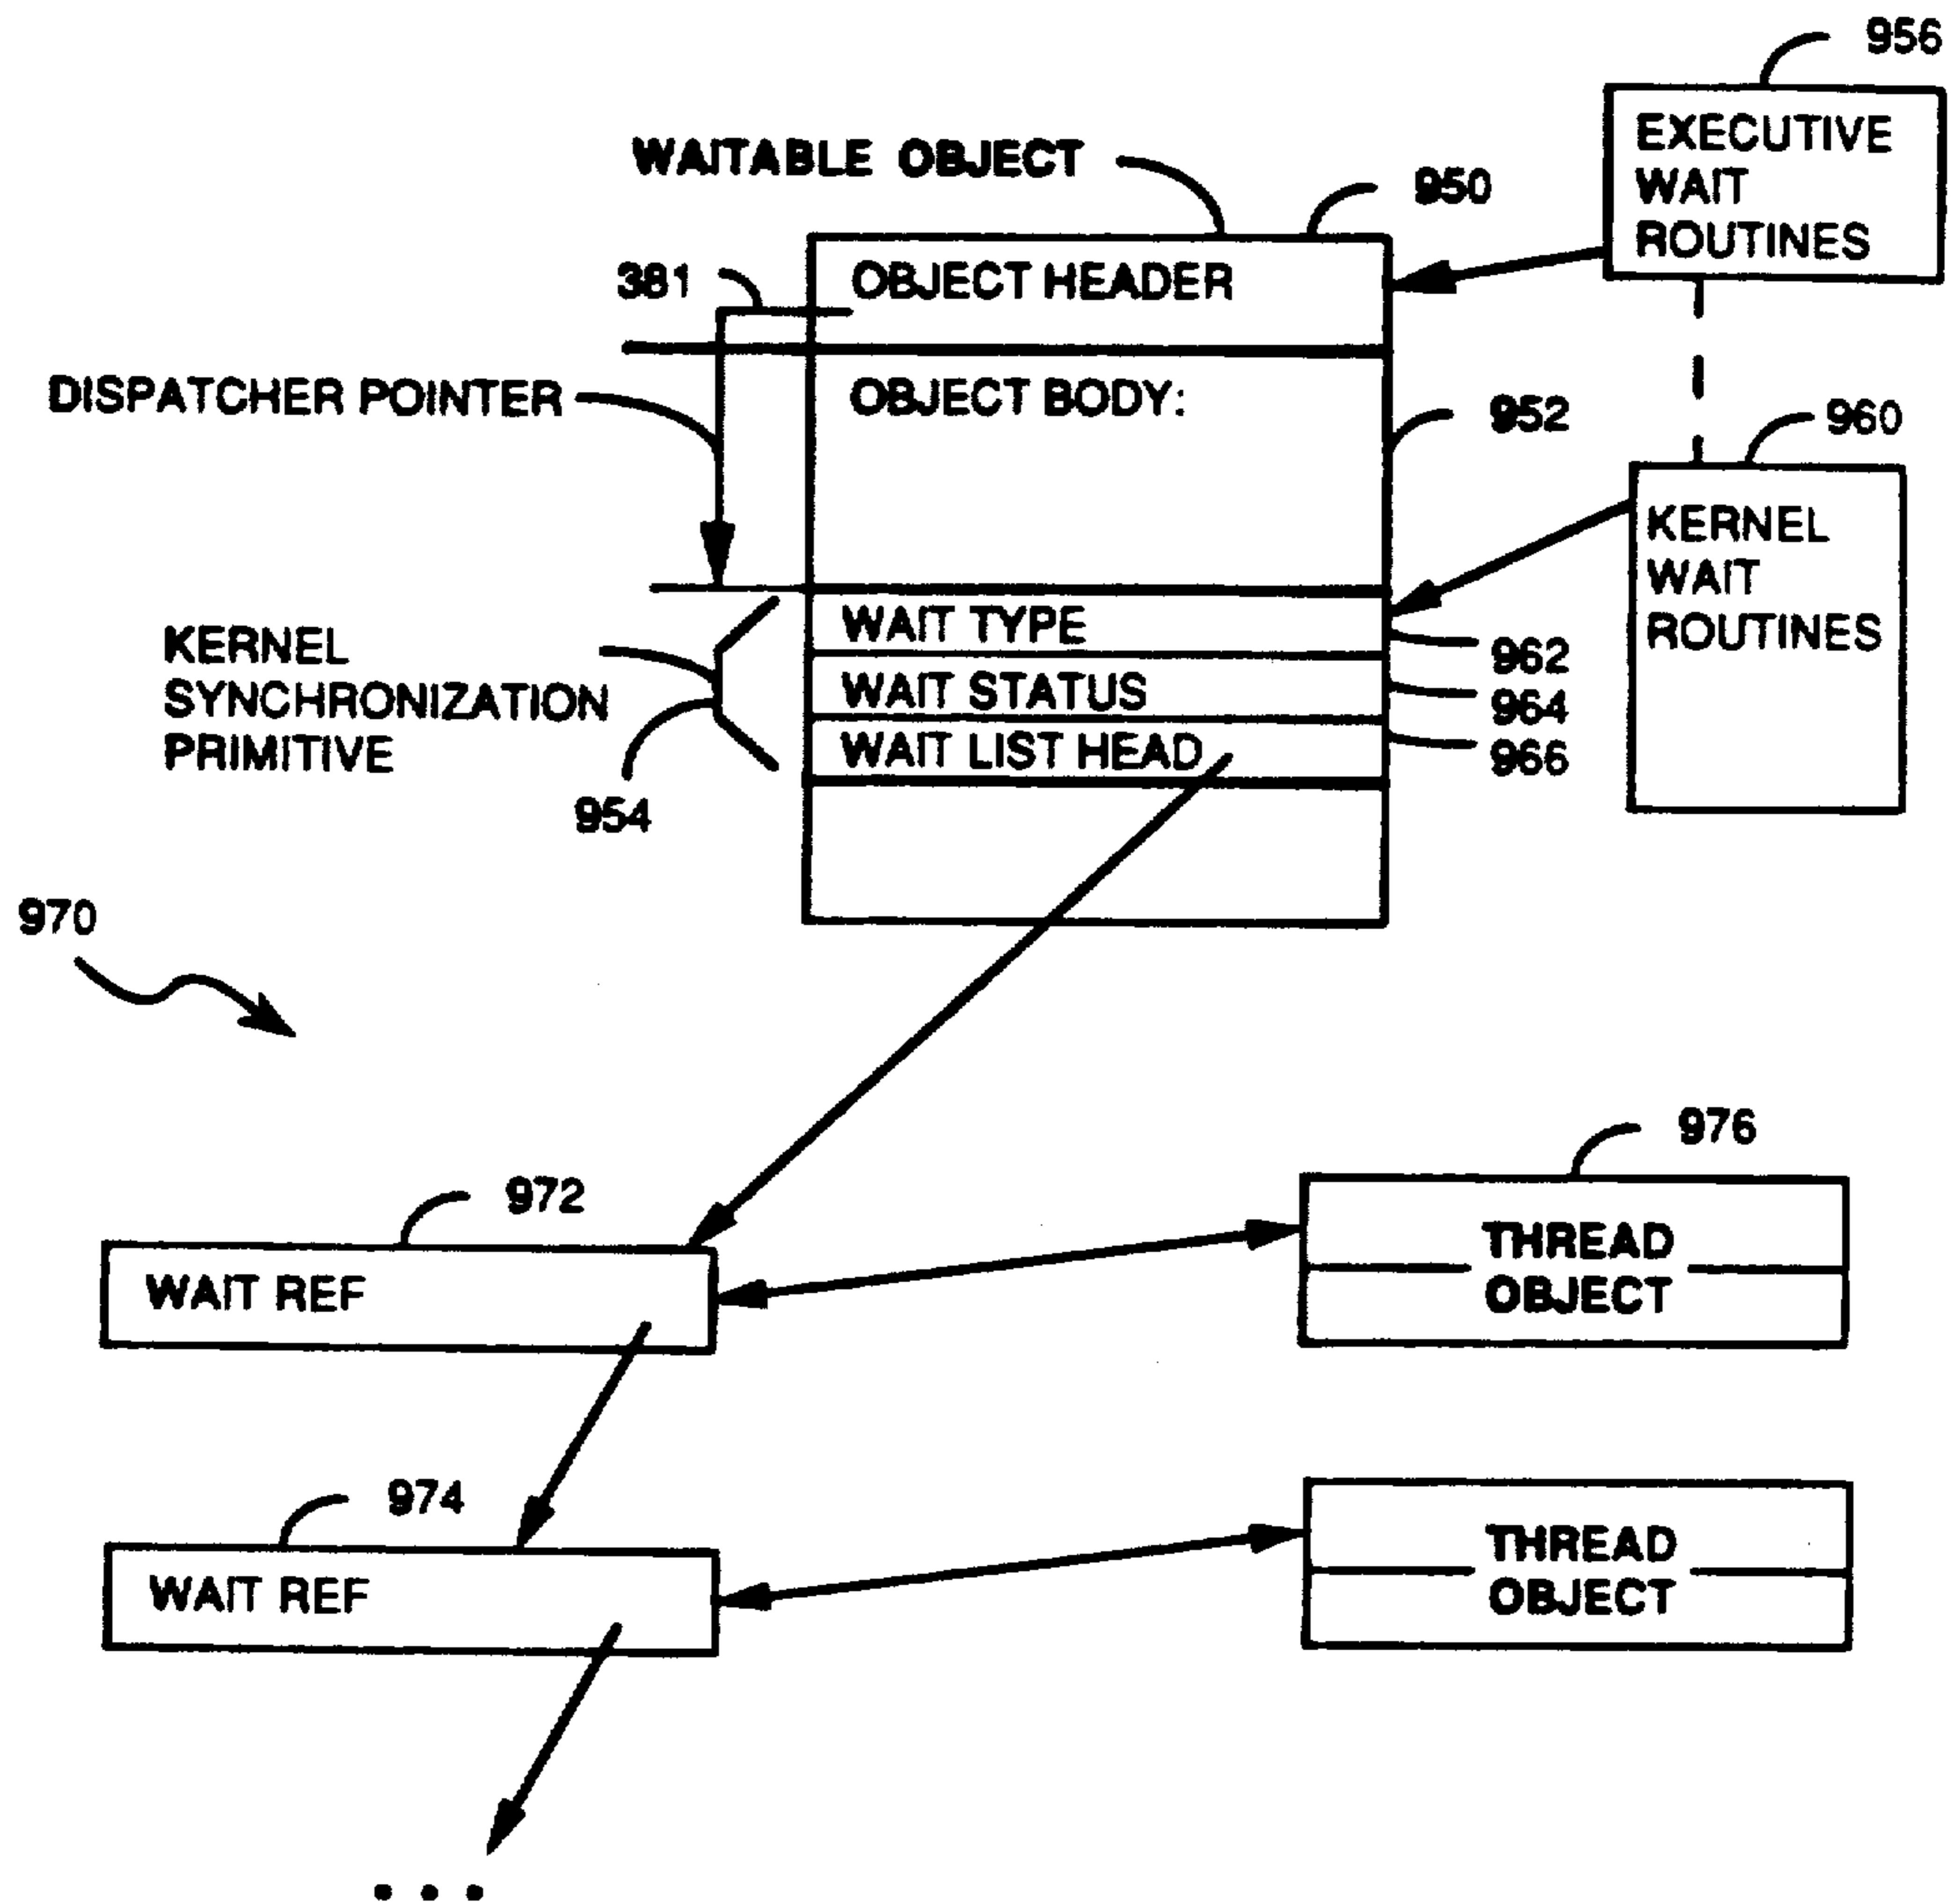 956
EXECUTIVE
WAIT
ROUTINES
WAITABLE OBJECT
950
381
OBJECT HEADER
DISPATCHER POINTER
OBJECT BODY:
952
960
KERNEL
WAIT
ROUTINES
KERNEL
SYNCHRONIZATION
PRIMITIVE
954
WAIT TYPE
962
WAIT STATUS
964
WAIT LIST HEAD
966
970
972
WAIT REF
976
THREAD
OBJECT
974
WAIT REF
THREAD
OBJECT
...